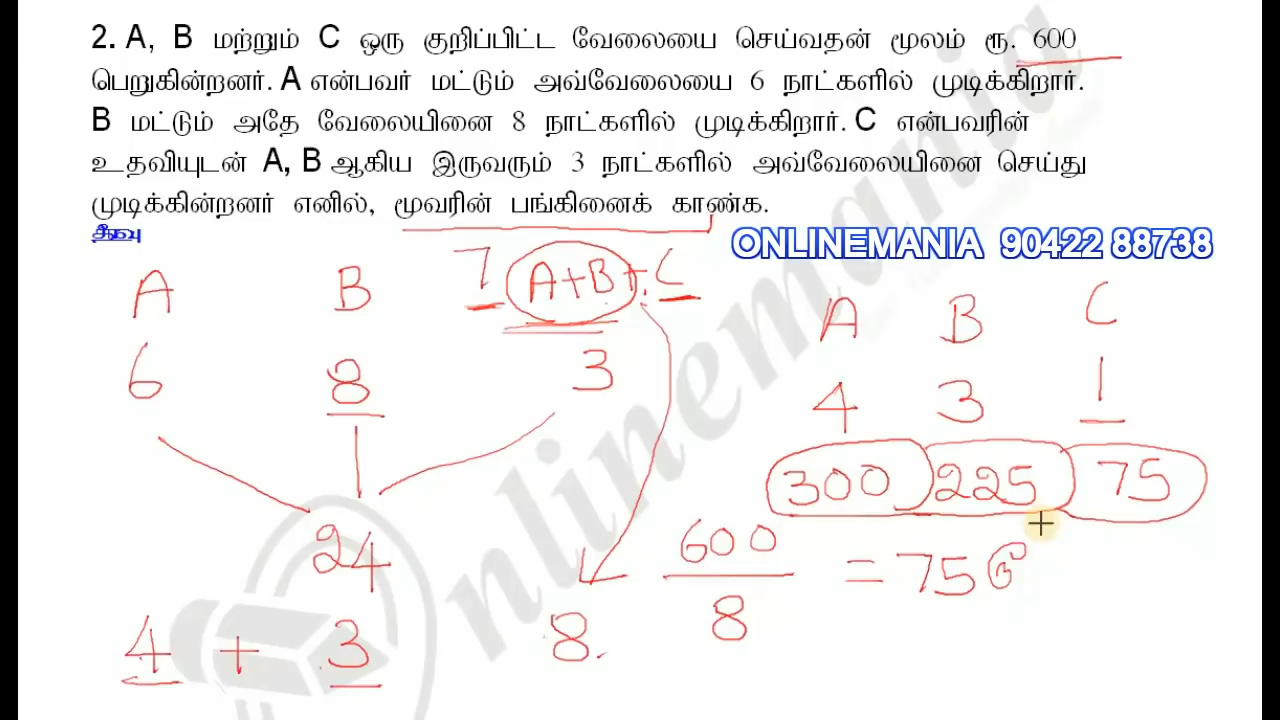 2. A, B மற்றும் C ஒரு குறிப்பிட்ட வேலையை செய்வதன் மூலம் ரூ. 600
பெறுகின்றனர். A என்பவர் மட்டும் அவ்வேலையை 6 நாட்களில் முடிக்கிறார்.
B மட்டும் அதே வேலையினை 8 நாட்களில் முடிக்கிறார். C என்பவரின்
உதவியுடன் A, B ஆகிய இருவரும் 3 நாட்களில் அவ்வேலையினை செய்து
முடிக்கின்றனர் எனில், மூவரின் பங்கினைக் காண்க.
ONLINEMANIA 90422 88738
A B 7 A+B+C
6 8 3
24
4 + 3 8.
A B C
4 3 1
300 225 75
600
8
= 75 ரூ
onlinemania